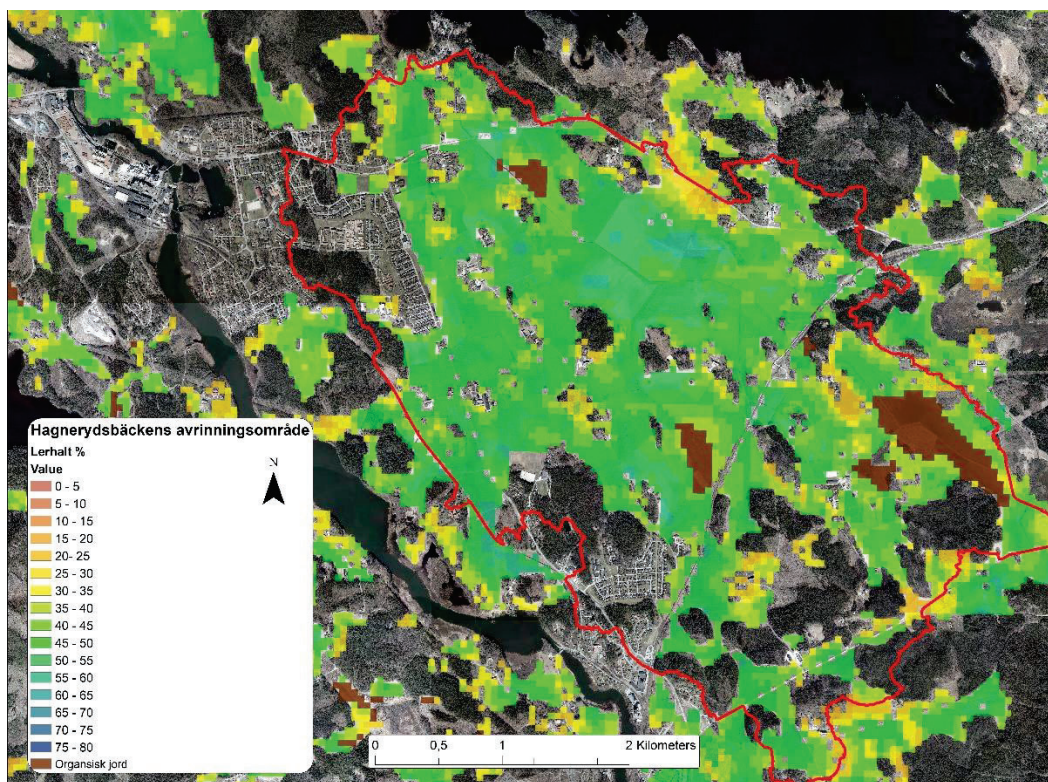 Hagnerydsbäckens avrinningsområde
Lerhalt %
Value
N
0 - 5
5 - 10
10 - 15
15 - 20
20- 25
25 - 30
30 - 35
35 - 40
40 - 45
45 - 50
50 - 55
55 - 60
60 - 65
65 - 70
70 - 75
75 - 80
Organsisk jord
0 0,5 1 2 Kilometers